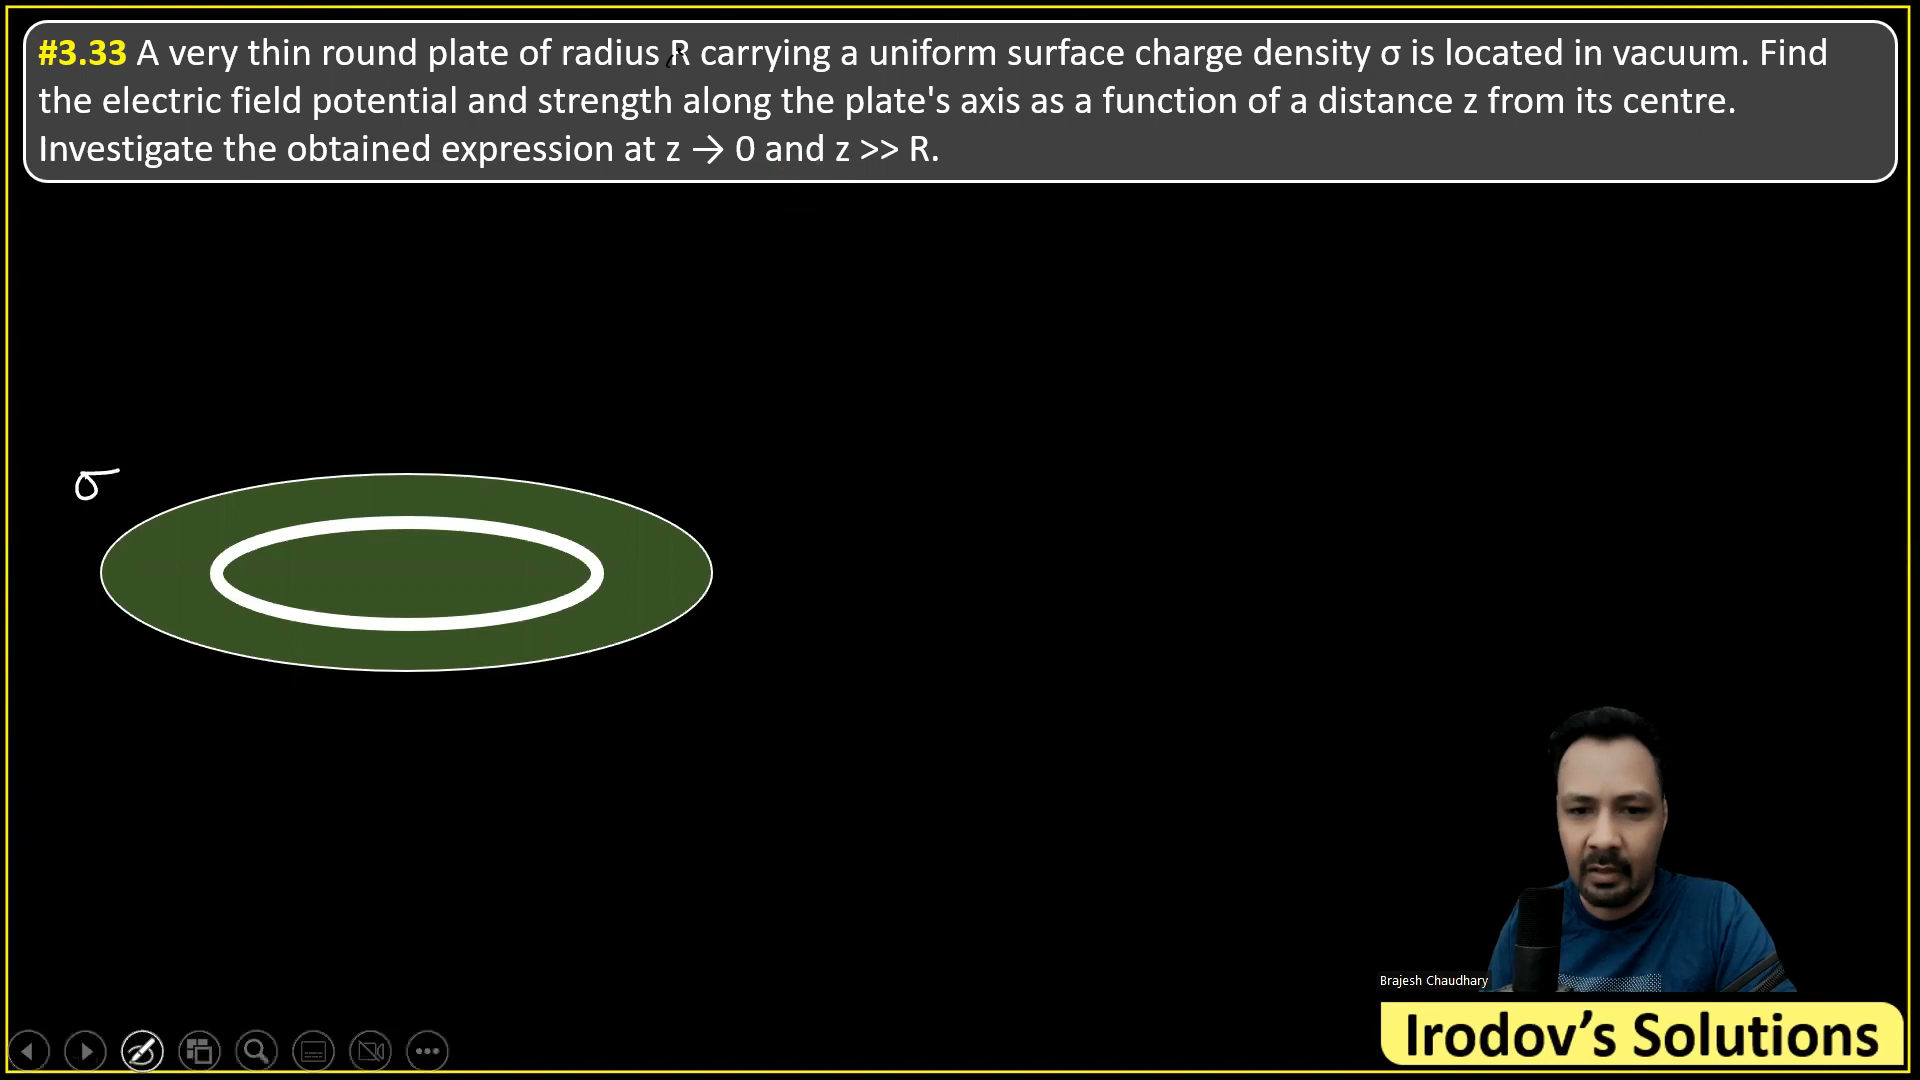 #3.33 A very thin round plate of radius R carrying a uniform surface charge density σ is located in vacuum. Find
the electric field potential and strength along the plate's axis as a function of a distance z from its centre.
Investigate the obtained expression at z → 0 and z >> R.
σ
Brajesh Chaudhary
Irodov’s Solutions